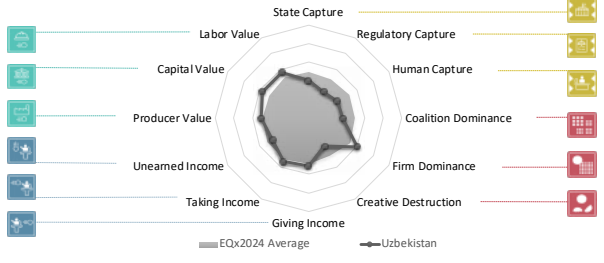 State Capture
Labor Value
Regulatory Capture
Capital Value
Human Capture
Producer Value
Coalition Dominance
Unearned Income
Firm Dominance
Taking Income
Creative Destruction
Giving Income
EQx2024 Average
Uzbekistan